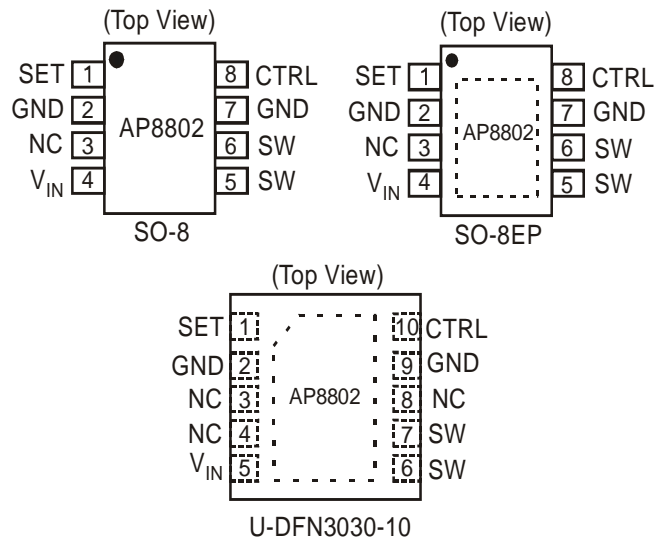 (Top View) (Top View)
SET 1 8 CTRL SET 1 8 CTRL
GND 2 7 GND GND 2 7 GND
AP8802 AP8802
NC 3 6 SW NC 3 6 SW
VIN 4 5 SW VIN 4 5 SW
SO-8 SO-8EP
(Top View)
SET 1 10 CTRL
GND 2 9 GND
NC 3 AP8802 8 NC
NC 4 7 SW
VIN 5 6 SW
U-DFN3030-10